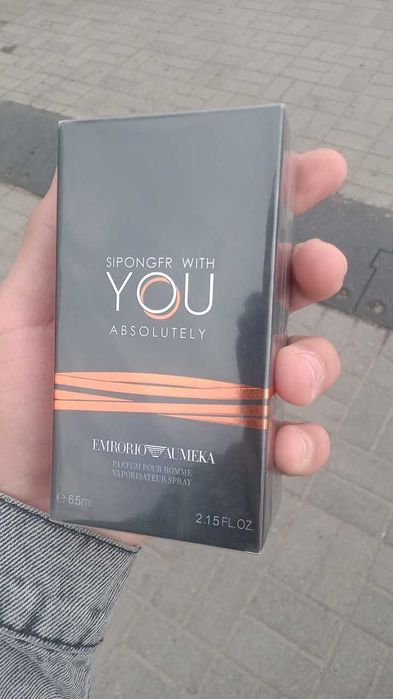 SIPONGFR WITH
YOU
ABSOLUTELY
EMRORIO AUMEKA
PARFUM POUR HOMME
VAPORISATEUR SPRAY
e 65ml
2.15 FL.OZ.